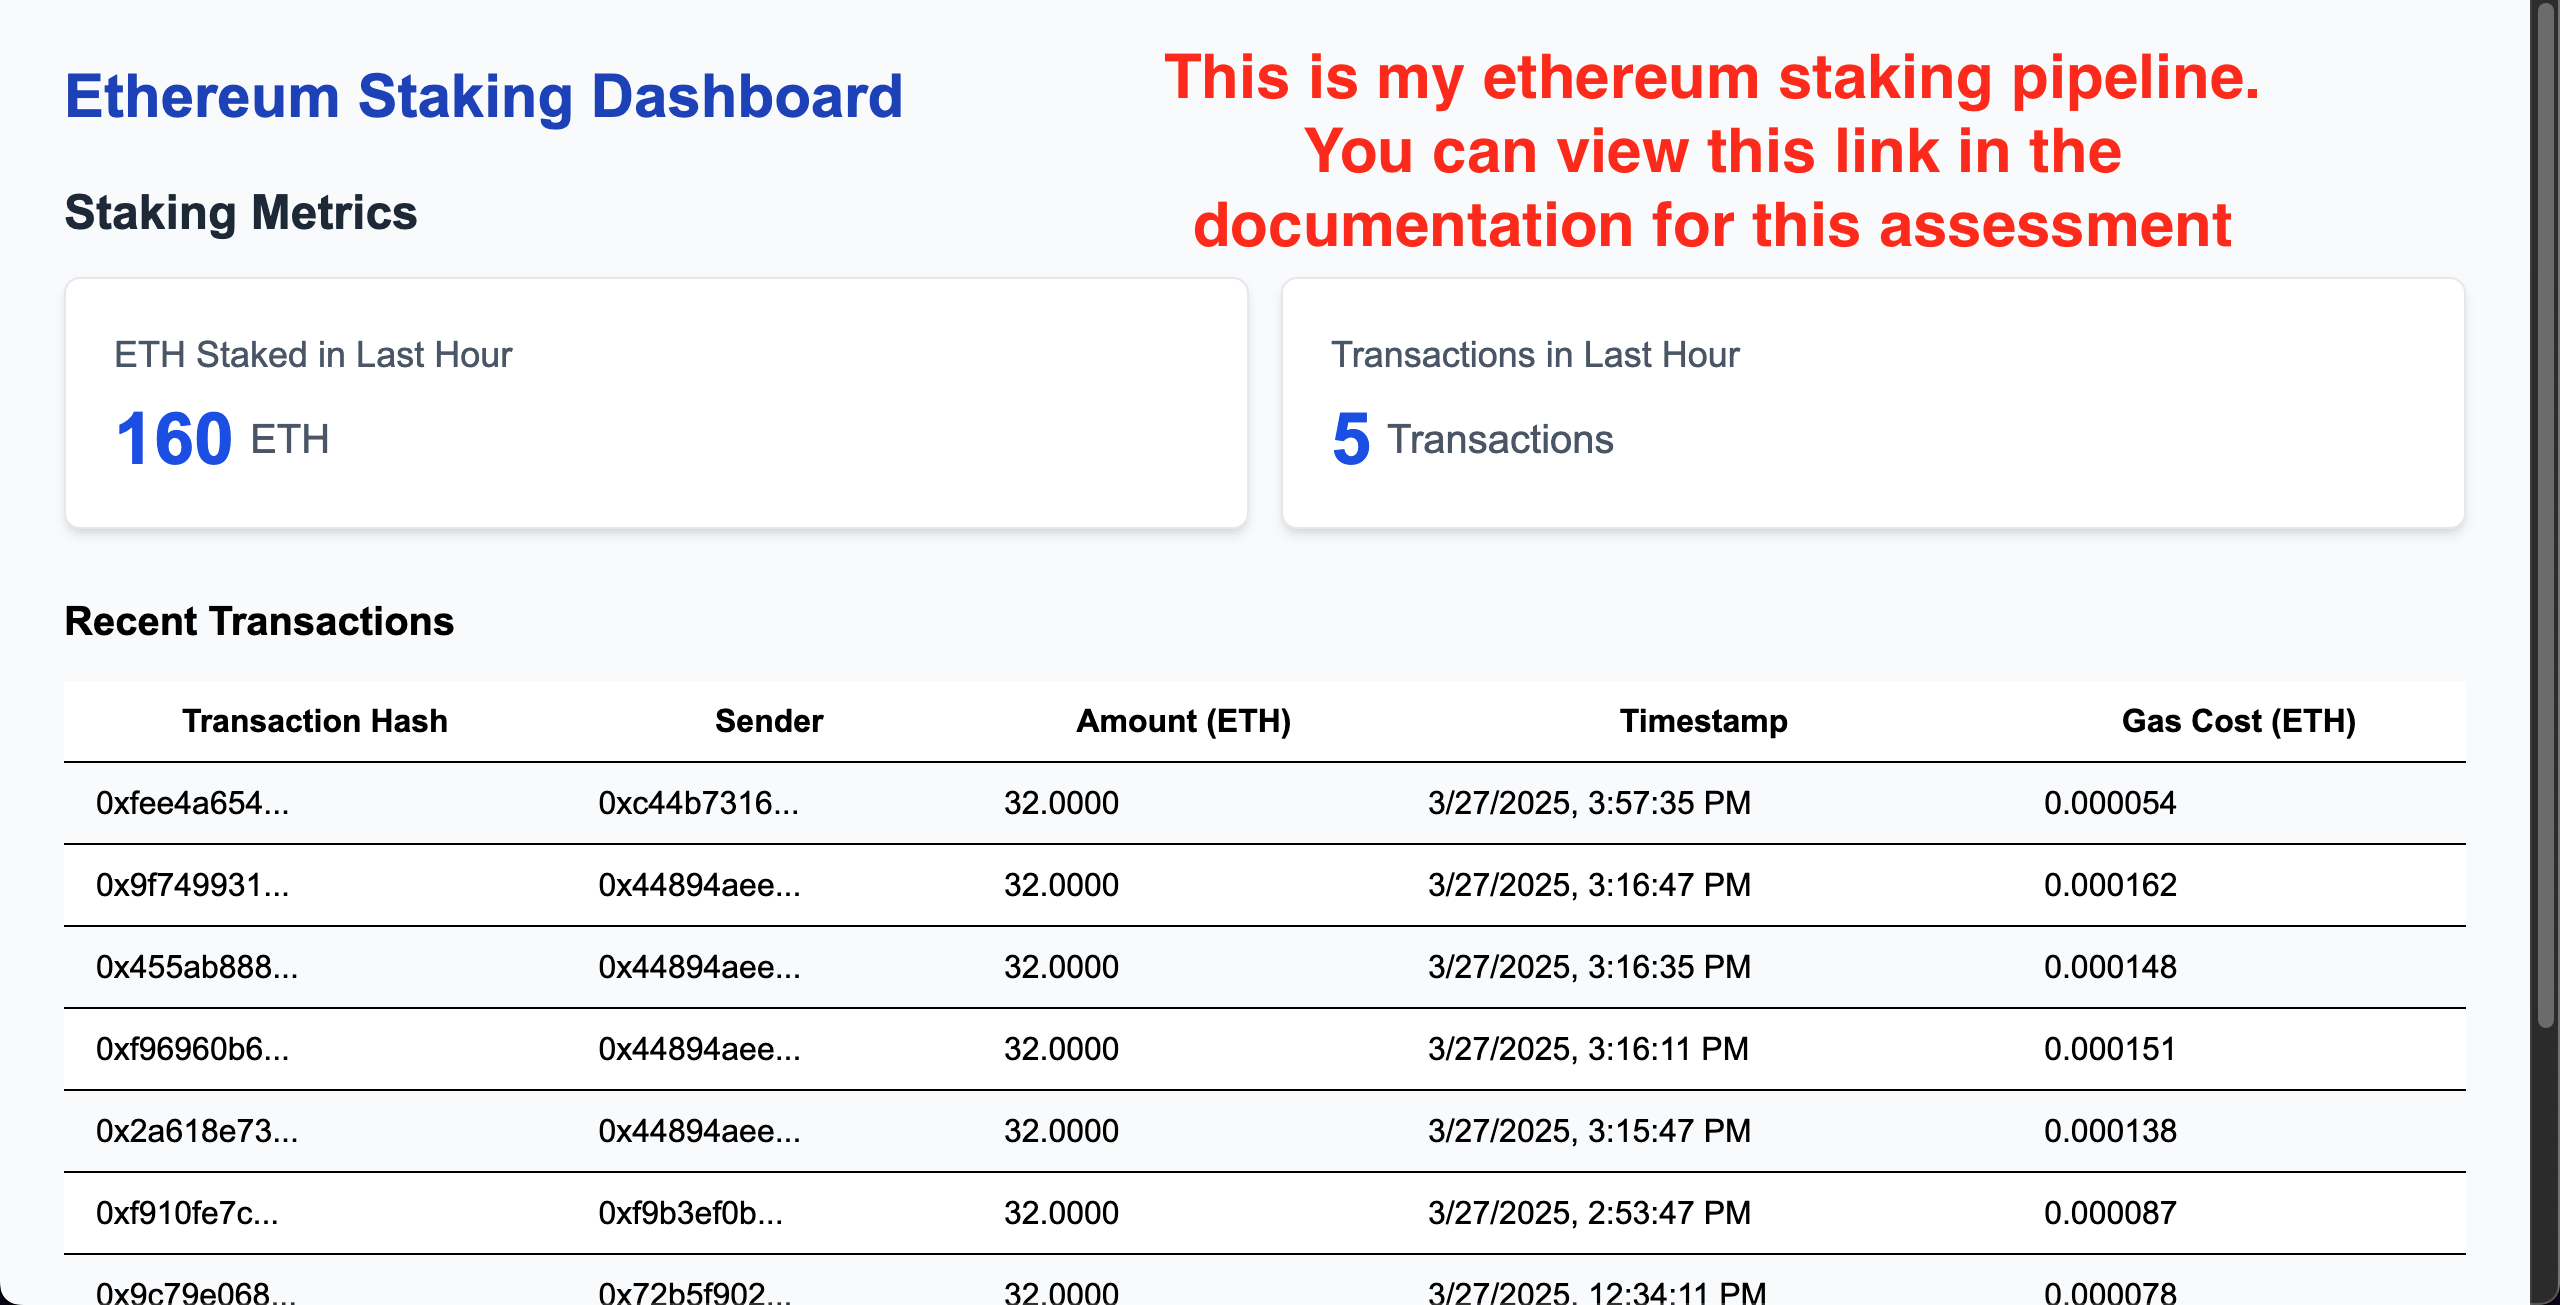 Ethereum Staking Dashboard
This is my ethereum staking pipeline.
You can view this link in the
documentation for this assessment
Staking Metrics
ETH Staked in Last Hour
160 ETH
Transactions in Last Hour
5 Transactions
Recent Transactions
Transaction Hash Sender Amount (ETH) Timestamp Gas Cost (ETH)
0xfee4a654... 0xc44b7316... 32.0000 3/27/2025, 3:57:35 PM 0.000054
0x9f749931... 0x44894aee... 32.0000 3/27/2025, 3:16:47 PM 0.000162
0x455ab888... 0x44894aee... 32.0000 3/27/2025, 3:16:35 PM 0.000148
0xf96960b6... 0x44894aee... 32.0000 3/27/2025, 3:16:11 PM 0.000151
0x2a618e73... 0x44894aee... 32.0000 3/27/2025, 3:15:47 PM 0.000138
0xf910fe7c... 0xf9b3ef0b... 32.0000 3/27/2025, 2:53:47 PM 0.000087
0x9c79e068... 0x72b5f902... 32.0000 3/27/2025, 12:34:11 PM 0.000078